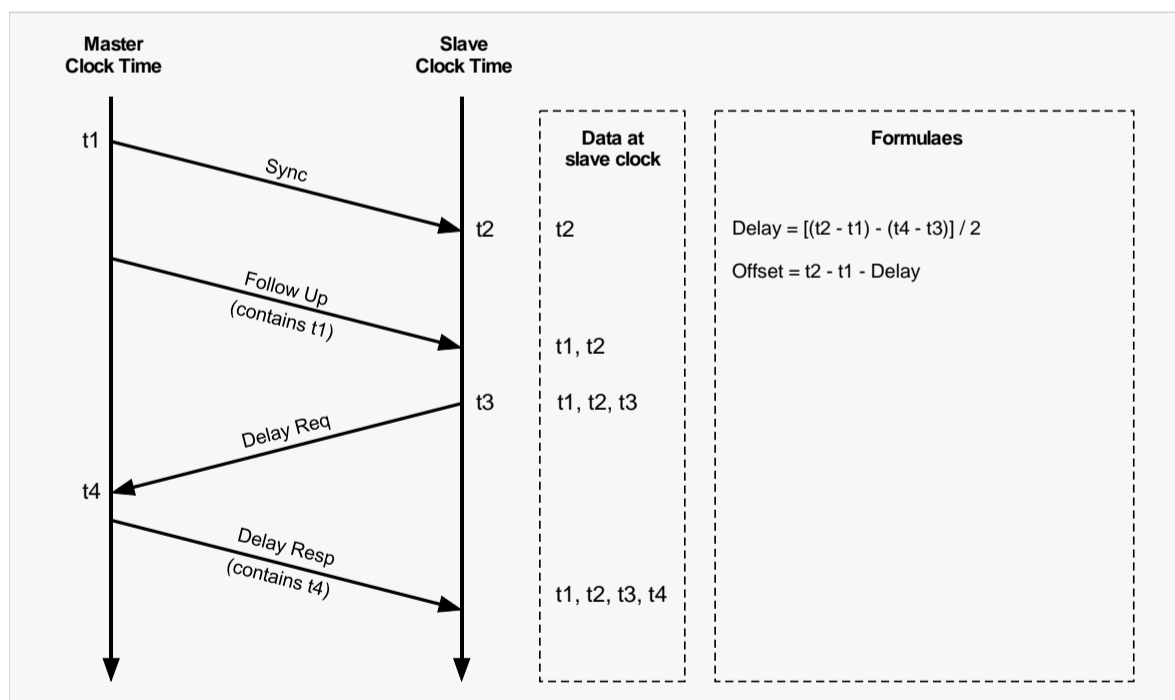 Master
Clock Time
Slave
Clock Time
Data at
slave clock
Formulaes
t1
Sync
t2
t2
Delay = [(t2 - t1) - (t4 - t3)] / 2
Offset = t2 - t1 - Delay
Follow Up
(contains t1)
t1, t2
t3
t1, t2, t3
Delay Req
t4
Delay Resp
(contains t4)
t1, t2, t3, t4